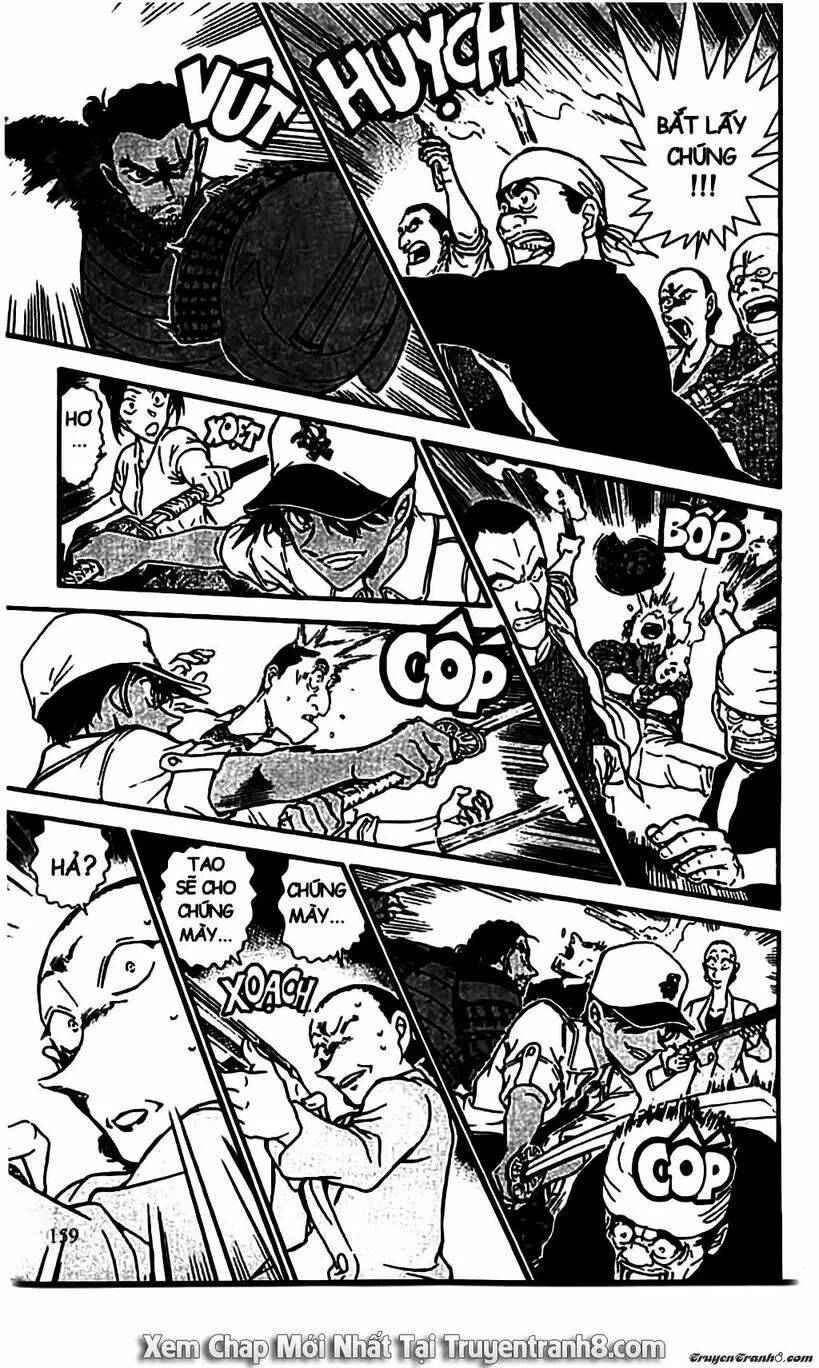 HUỴCH
BẮT LẤY
CHÚNG
!!!
VÚT
HƠ
...
XOẸT
BỐP
CỐP
CỐP
CHÚNG
MÀY...
TAO
SẼ CHO
CHÚNG
MÀY...
XOẠCH
HẢ?
159
Xem Chap Mới Nhất Tại Truyentranh8.com
TruyenTranh8.com